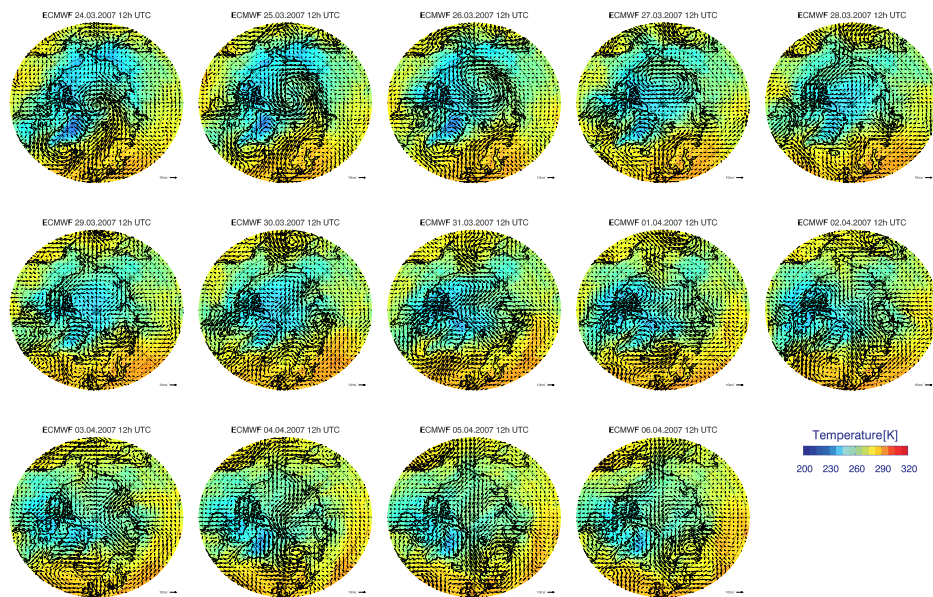 ECMWF 24.03.2007 12h UTC
ECMWF 25.03.2007 12h UTC
ECMWF 26.03.2007 12h UTC
ECMWF 27.03.2007 12h UTC
ECMWF 28.03.2007 12h UTC
ECMWF 29.03.2007 12h UTC
ECMWF 30.03.2007 12h UTC
ECMWF 31.03.2007 12h UTC
ECMWF 01.04.2007 12h UTC
ECMWF 02.04.2007 12h UTC
ECMWF 03.04.2007 12h UTC
ECMWF 04.04.2007 12h UTC
ECMWF 05.04.2007 12h UTC
ECMWF 06.04.2007 12h UTC
Temperature[K]
200 230 260 290 320